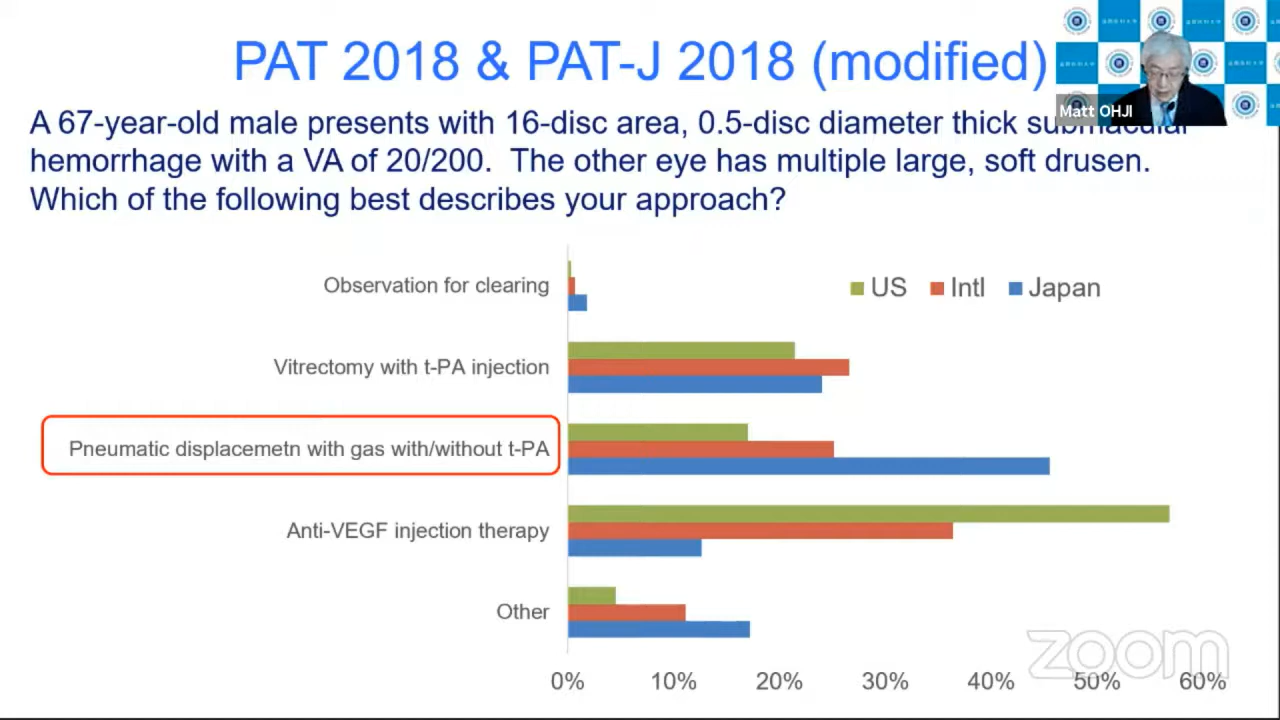 PAT 2018 & PAT-J 2018 (modified)
Matt OHJI
A 67-year-old male presents with 16-disc area, 0.5-disc diameter thick submacular
hemorrhage with a VA of 20/200. The other eye has multiple large, soft drusen.
Which of the following best describes your approach?
US Intl Japan
Observation for clearing
Vitrectomy with t-PA injection
Pneumatic displacemetn with gas with/without t-PA
Anti-VEGF injection therapy
Other
0% 10% 20% 30% 40% 50% 60%
zoom